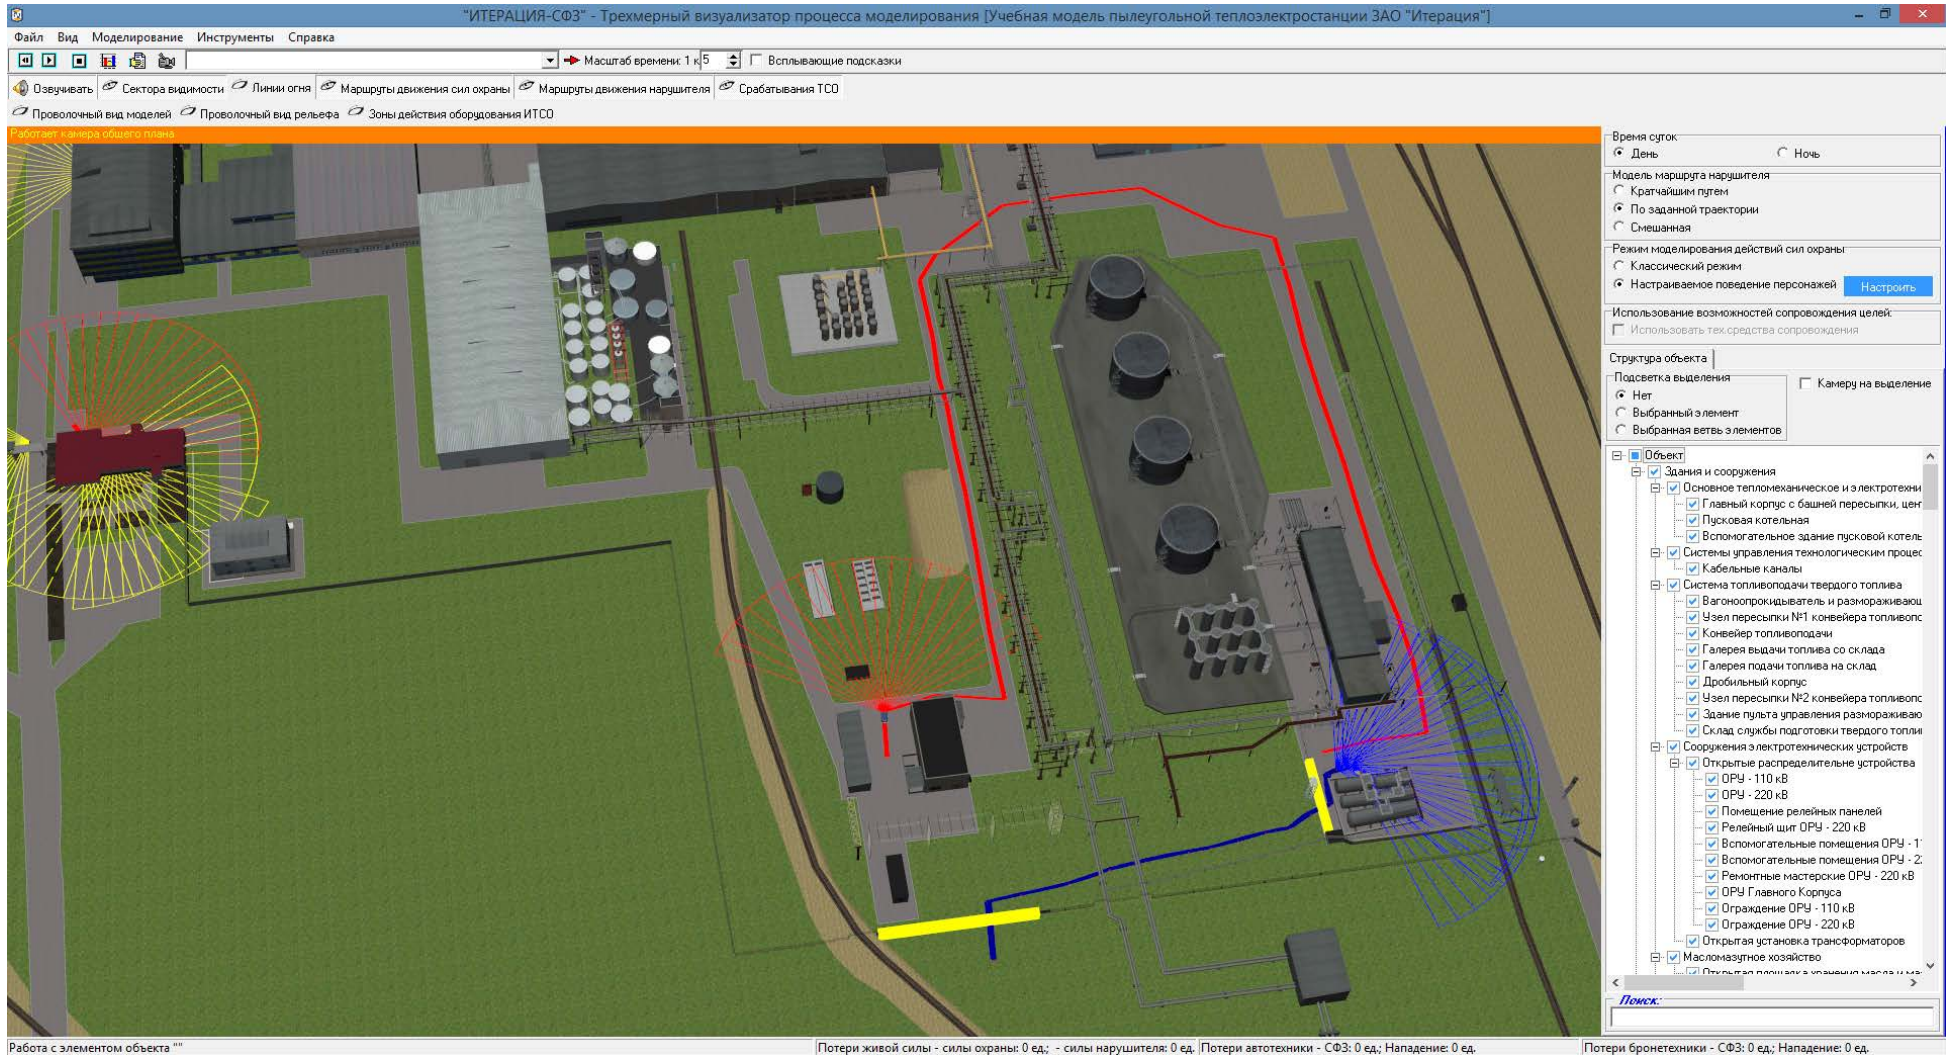 "ИТЕРАЦИЯ-СФЗ" - Трехмерный визуализатор процесса моделирования [Учебная модель пылеугольной теплоэлектростанции ЗАО "Итерация"]
Файл Вид Моделирование Инструменты Справка
Масштаб времени: 1 к 5 Всплывающие подсказки
Озвучивать Сектора видимости Линии огня Маршруты движения сил охраны Маршруты движения нарушителя Срабатывания ТСО
Проволочный вид моделей Проволочный вид рельефа Зоны действия оборудования ИТСО
Работает камера общего плана
Время суток
День Ночь
Модель маршрута нарушителя
Кратчайшим путем
По заданной траектории
Смешанная
Режим моделирования действий сил охраны
Классический режим
Настраиваемое поведение персонажей Настроить
Использование возможностей сопровождения целей:
Использовать тех.средства сопровождения
Структура объекта
Подсветка выделения
Камеру на выделение
Нет
Выбранный элемент
Выбранная ветвь элементов
Объект
Здания и сооружения
Основное тепломеханическое и электротехни
Главный корпус с башней пересыпки, цен
Пусковая котельная
Вспомогательное здание пусковой котель
Системы управления технологическим процес
Кабельные каналы
Система топливоподачи твердого топлива
Вагоноопрокидыватель и размораживающ
Узел пересыпки №1 конвейера топливопо
Конвейер топливоподачи
Галерея выдачи топлива со склада
Галерея подачи топлива на склад
Дробильный корпус
Узел пересыпки №2 конвейера топливопо
Здание пульта управления размораживаю
Склад службы подготовки твердого топли
Сооружения электротехнических устройств
Открытые распределительне устройства
ОРУ - 110 кВ
ОРУ - 220 кВ
Помещение релейных панелей
Релейный щит ОРУ - 220 кВ
Вспомогательные помещения ОРУ - 1
Вспомогательные помещения ОРУ - 2
Ремонтные мастерские ОРУ - 220 кВ
ОРУ Главного Корпуса
Ограждение ОРУ - 110 кВ
Ограждение ОРУ - 220 кВ
Открытая установка трансформаторов
Масломазутное хозяйство
Открытая площадка хранения масла и ма
Поиск:
Работа с элементом объекта "" Потери живой силы - силы охраны: 0 ед.; - силы нарушителя: 0 ед. Потери автотехники - СФЗ: 0 ед.; Нападение: 0 ед. Потери бронетехники - СФЗ: 0 ед.; Нападение: 0 ед.